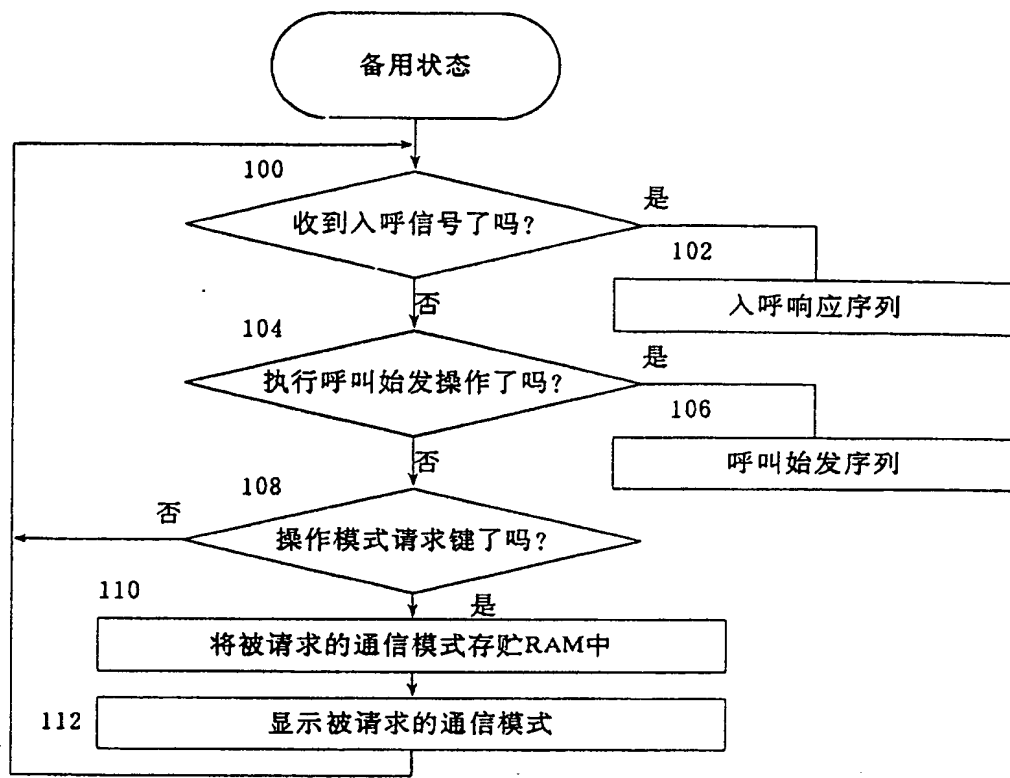 备用状态
100
收到入呼信号了吗?
是
102
入呼响应序列
否
104
执行呼叫始发操作了吗?
是
106
呼叫始发序列
否
108
否
操作模式请求键了吗?
110
是
将被请求的通信模式存贮RAM中
112
显示被请求的通信模式